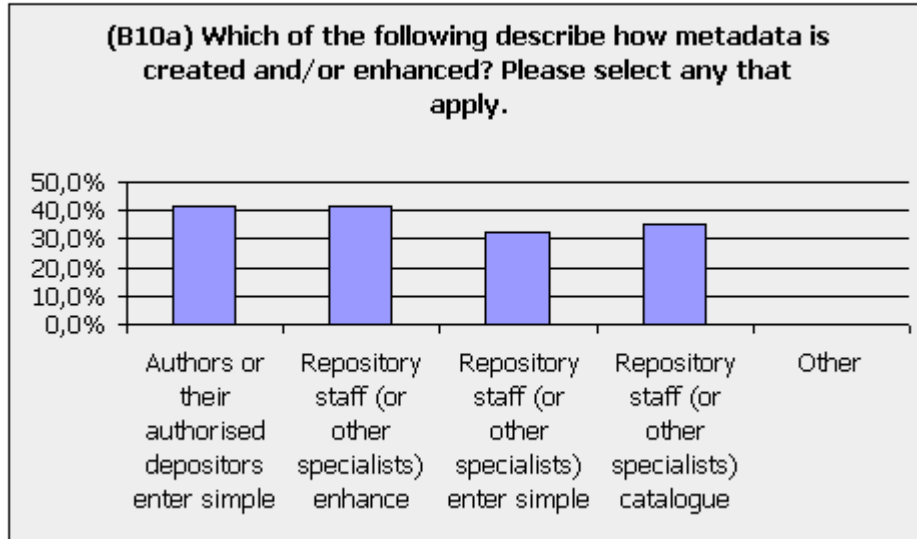 (B10a) Which of the following describe how metadata is
created and/or enhanced? Please select any that
apply.
50,0%
40,0%
30,0%
20,0%
10,0%
0,0%
Authors or
their
authorised
depositors
enter simple
Repository
staff (or
other
specialists)
enhance
Repository
staff (or
other
specialists)
enter simple
Repository
staff (or
other
specialists)
catalogue
Other